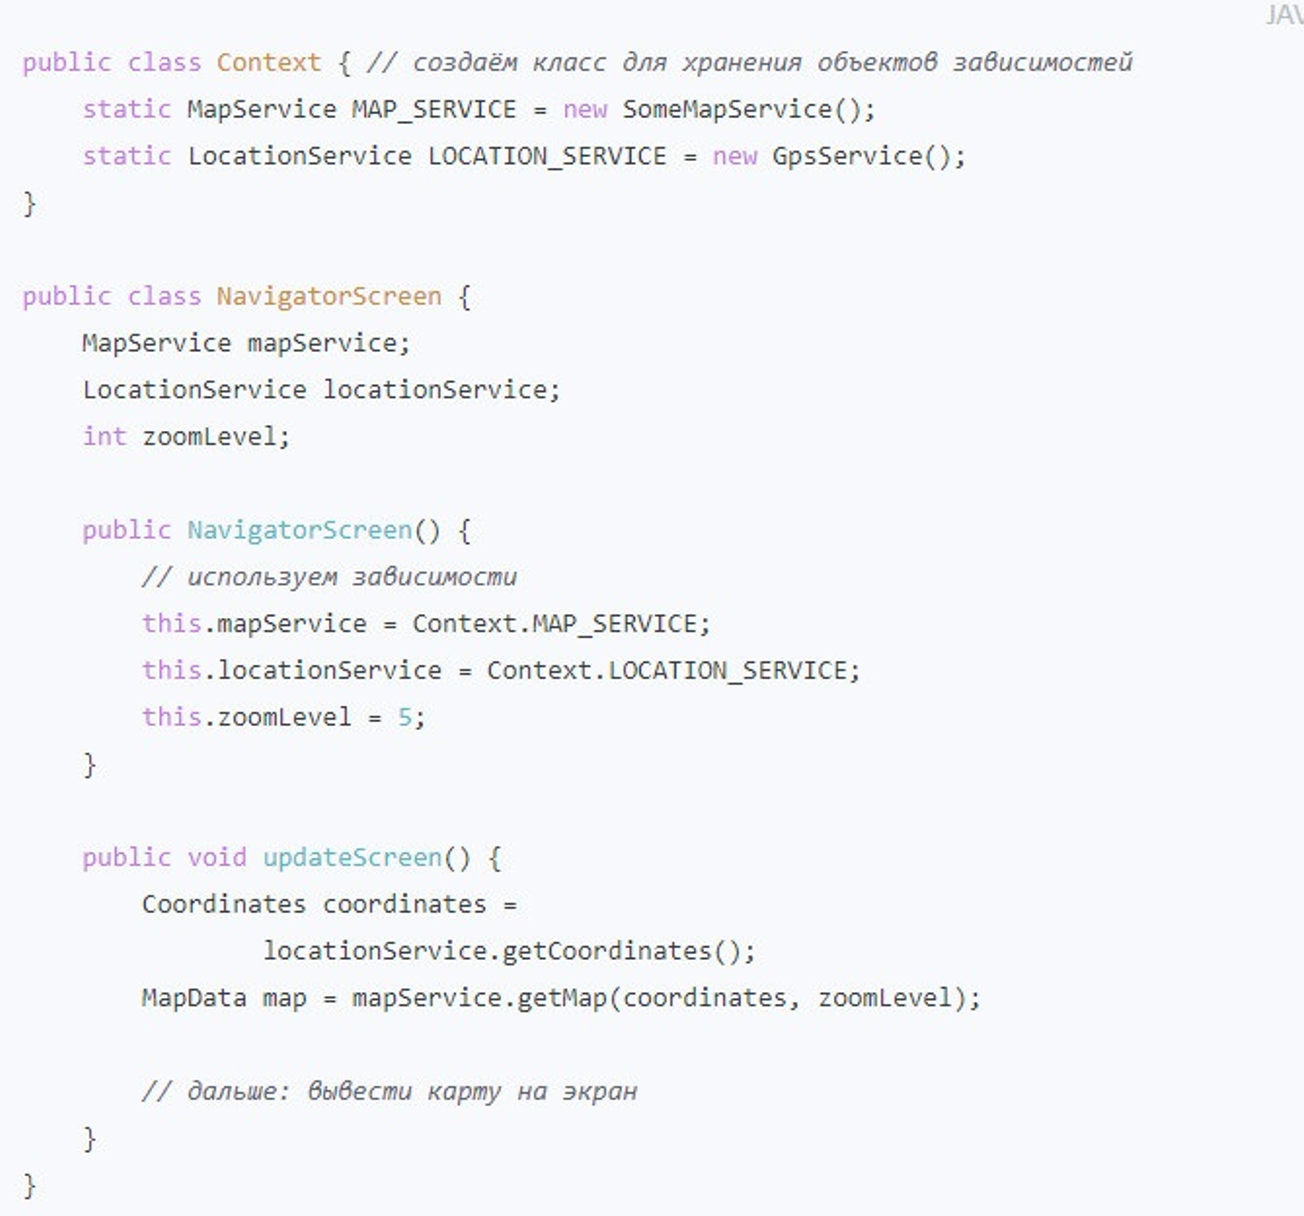 JAV
public class Context { // создаём класс для хранения объектов зависимостей
    static MapService MAP_SERVICE = new SomeMapService();
    static LocationService LOCATION_SERVICE = new GpsService();
}

public class NavigatorScreen {
    MapService mapService;
    LocationService locationService;
    int zoomLevel;

    public NavigatorScreen() {
        // используем зависимости
        this.mapService = Context.MAP_SERVICE;
        this.locationService = Context.LOCATION_SERVICE;
        this.zoomLevel = 5;
    }

    public void updateScreen() {
        Coordinates coordinates =
                locationService.getCoordinates();
        MapData map = mapService.getMap(coordinates, zoomLevel);

        // дальше: вывести карту на экран
    }
}